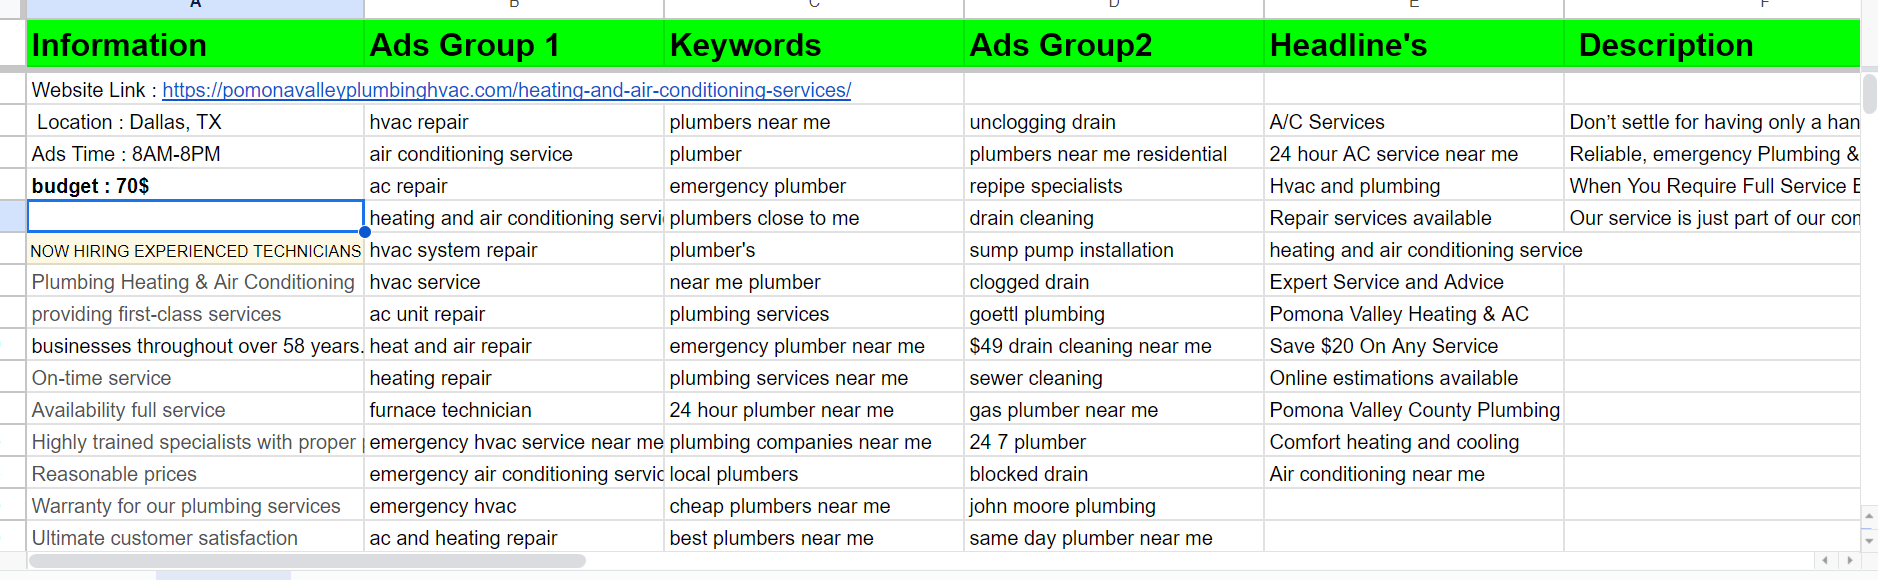 A B C D E F
Information Ads Group 1 Keywords Ads Group2 Headline's Description
Website Link : https://pomonavalleyplumbinghvac.com/heating-and-air-conditioning-services/
Location : Dallas, TX hvac repair plumbers near me unclogging drain A/C Services Don’t settle for having only a han
Ads Time : 8AM-8PM air conditioning service plumber plumbers near me residential 24 hour AC service near me Reliable, emergency Plumbing &
budget : 70$ ac repair emergency plumber repipe specialists Hvac and plumbing When You Require Full Service E
heating and air conditioning servi plumbers close to me drain cleaning Repair services available Our service is just part of our con
NOW HIRING EXPERIENCED TECHNICIANS hvac system repair plumber's sump pump installation heating and air conditioning service
Plumbing Heating & Air Conditioning hvac service near me plumber clogged drain Expert Service and Advice
providing first-class services ac unit repair plumbing services goettl plumbing Pomona Valley Heating & AC
businesses throughout over 58 years. heat and air repair emergency plumber near me $49 drain cleaning near me Save $20 On Any Service
On-time service heating repair plumbing services near me sewer cleaning Online estimations available
Availability full service furnace technician 24 hour plumber near me gas plumber near me Pomona Valley County Plumbing
Highly trained specialists with proper emergency hvac service near me plumbing companies near me 24 7 plumber Comfort heating and cooling
Reasonable prices emergency air conditioning servic local plumbers blocked drain Air conditioning near me
Warranty for our plumbing services emergency hvac cheap plumbers near me john moore plumbing
Ultimate customer satisfaction ac and heating repair best plumbers near me same day plumber near me